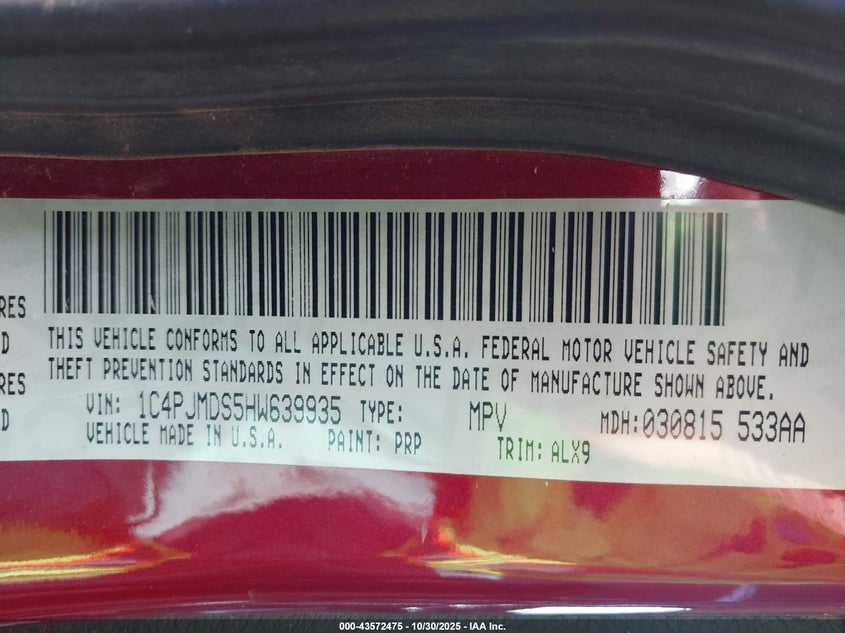 RES
D
RES
D
THIS VEHICLE CONFORMS TO ALL APPLICABLE U.S.A. FEDERAL MOTOR VEHICLE SAFETY AND
THEFT PREVENTION STANDARDS IN EFFECT ON THE DATE OF MANUFACTURE SHOWN ABOVE.
VIN: 1C4PJMDS5HW639935 TYPE: MPV MDH:030815 533AA
VEHICLE MADE IN U.S.A. PAINT: PRP TRIM: ALX9
000-43572475 - 10/30/2025 - IAA Inc.